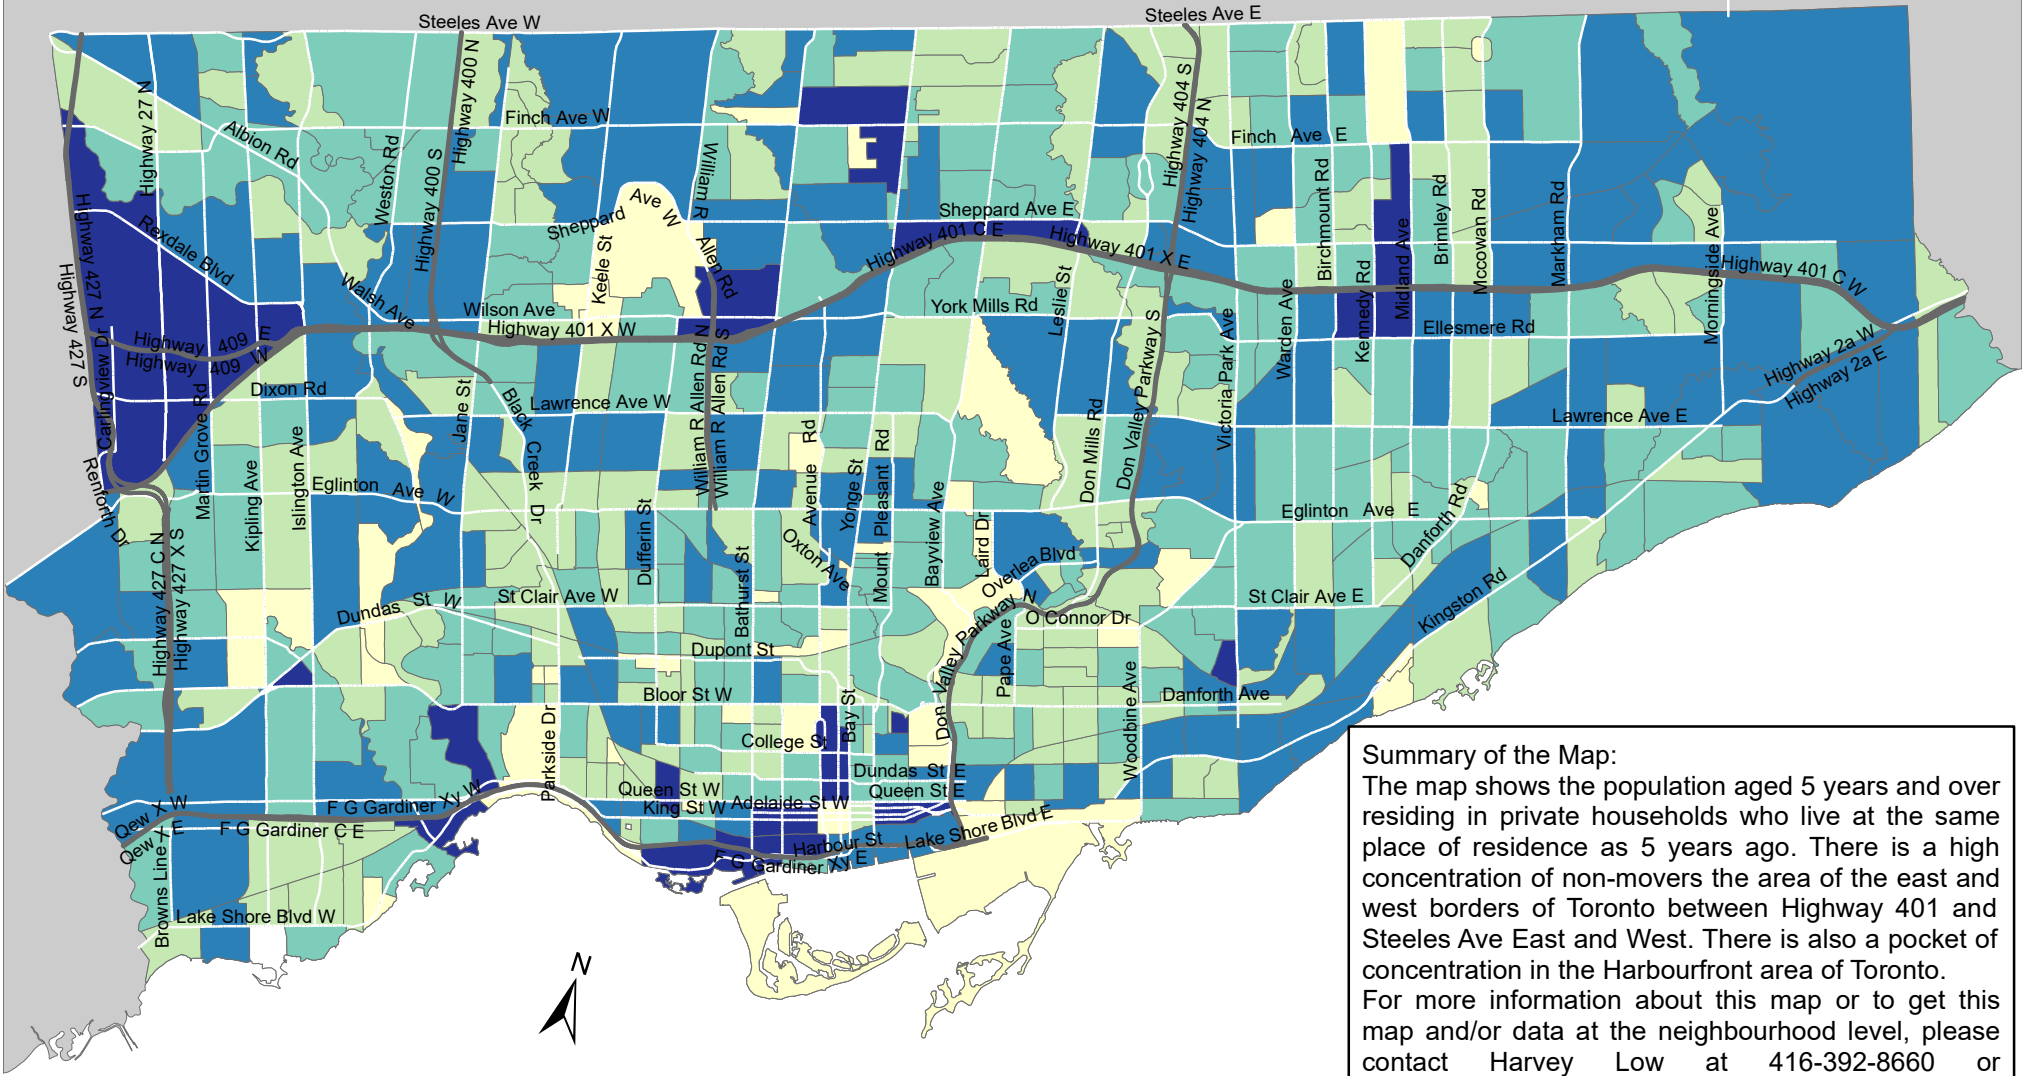 Steeles Ave W
Steeles Ave E
Highway 27 N
Highway 400 N
Highway 404 S
Highway 404 N
Finch Ave W
Finch Ave E
Albion Rd
Weston Rd
Highway 400 S
William R
Allen Rd
Sheppard Ave W
Sheppard Ave E
Keele St
Birchmount Rd
Kennedy Rd
Midland Ave
Brimley Rd
Mccowan Rd
Markham Rd
Morningside Ave
Highway 427 N
Highway 427 S
Rexdale Blvd
Walsh Ave
Highway 401 C E
Highway 401 X E
Highway 401 C W
Wilson Ave
Highway 401 X W
York Mills Rd
Leslie St
Ellesmere Rd
Highway 409 E
Highway 409 W
Carlingview Dr
Martin Grove Rd
Dixon Rd
Victoria Park Ave
Warden Ave
Highway 2a W
Highway 2a E
Jane St
Black Creek Dr
Lawrence Ave W
Lawrence Ave E
William R Allen Rd N
William R Allen Rd S
Don Mills Rd
Don Valley Parkway S
Renforth Dr
Kipling Ave
Islington Ave
Eglinton Ave W
Eglinton Ave E
Dufferin St
Bathurst St
Avenue Rd
Yonge St
Mount Pleasant Rd
Oxton Ave
Bayview Ave
Laird Dr
Overlea Blvd
Danforth Rd
Kingston Rd
Highway 427 C N
Highway 427 X S
Dundas St W
St Clair Ave W
St Clair Ave E
O Connor Dr
Don Valley Parkway N
Pape Ave
Dupont St
Bloor St W
Danforth Ave
Woodbine Ave
Parkside Dr
Bay St
College St
Dundas St E
Queen St W
Queen St E
King St W
Adelaide St W
Qew X W
Qew X E
F G Gardiner Xy W
F G Gardiner C E
F G Gardiner Xy E
Harbour St
Lake Shore Blvd E
Browns Line
Lake Shore Blvd W
N
Summary of the Map:
The map shows the population aged 5 years and over
residing in private households who live at the same
place of residence as 5 years ago. There is a high
concentration of non-movers the area of the east and
west borders of Toronto between Highway 401 and
Steeles Ave East and West. There is also a pocket of
concentration in the Harbourfront area of Toronto.
For more information about this map or to get this
map and/or data at the neighbourhood level, please
contact Harvey Low at 416-392-8660 or